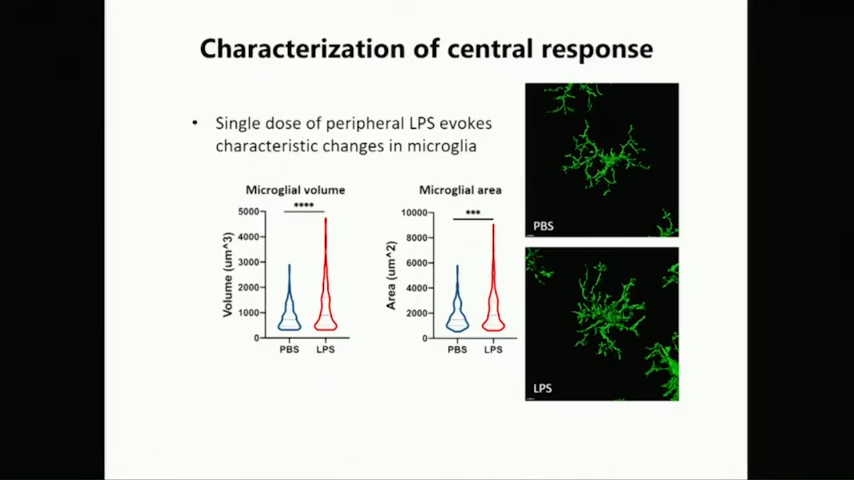 Characterization of central response
• Single dose of peripheral LPS evokes
characteristic changes in microglia
Microglial volume
****
5000
4000
3000
2000
1000
0
Volume (um^3)
PBS LPS
Microglial area
***
10000
8000
6000
4000
2000
0
Area (um^2)
PBS LPS
PBS
LPS